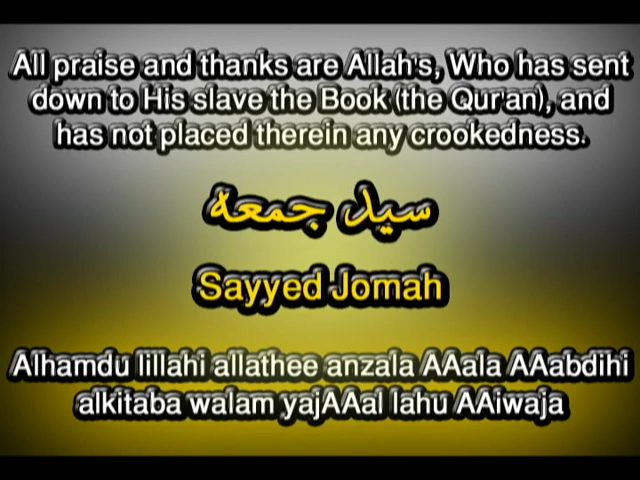 All praise and thanks are Allah's, Who has sent
down to His slave the Book (the Qur'an), and
has not placed therein any crookedness.
سيد جمعه
Sayyed Jomah
Alhamdu lillahi allathee anzala AAala AAabdihi
alkitaba walam yajAAal lahu AAiwaja